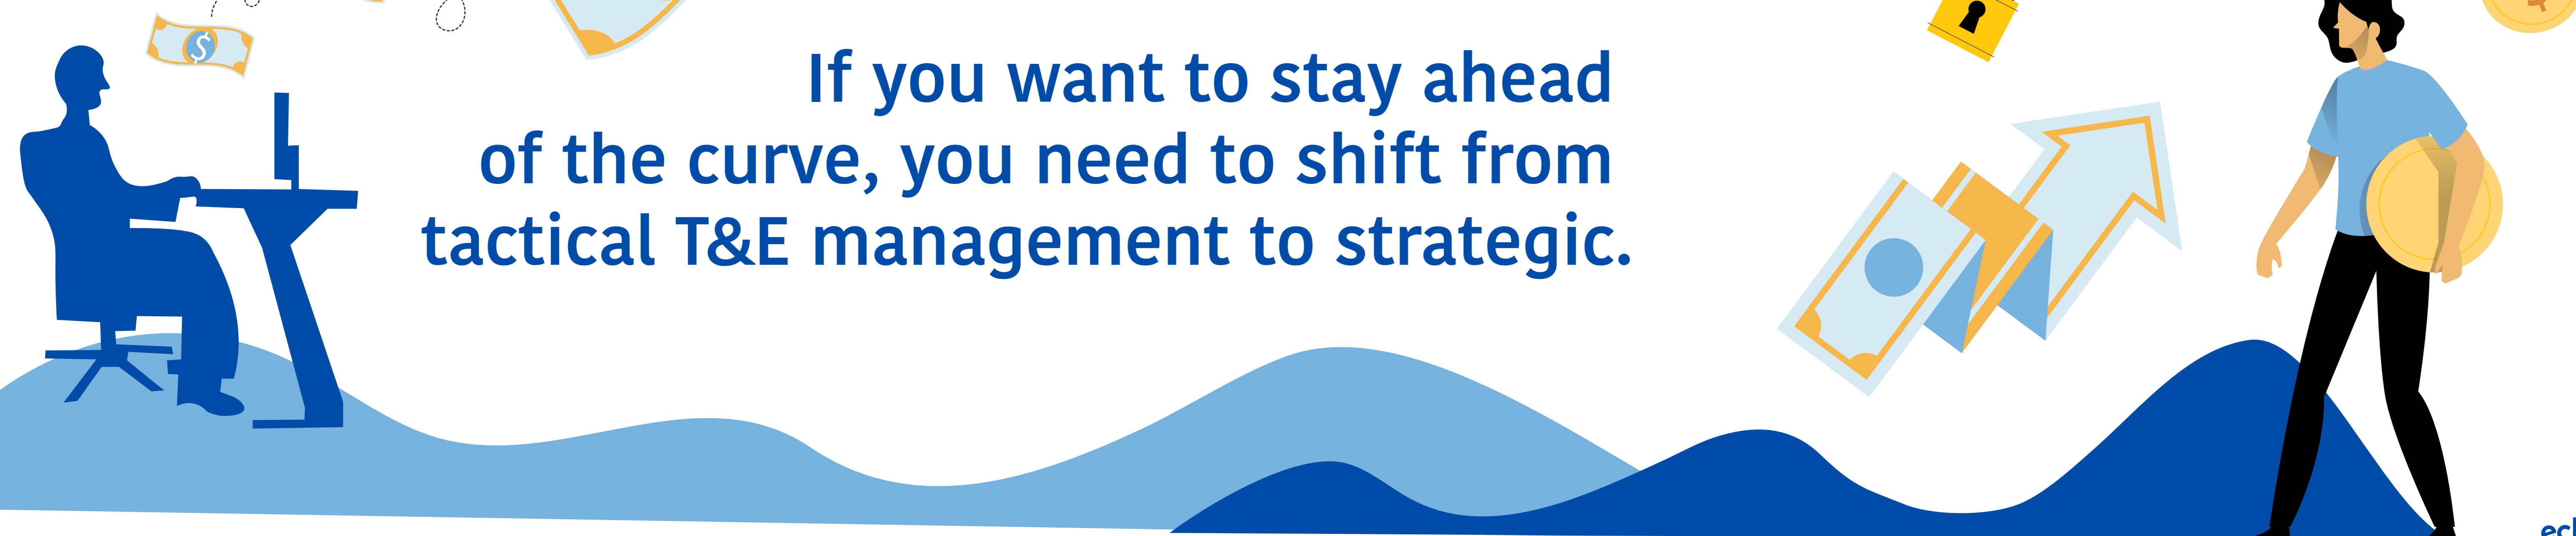 If you want to stay ahead
of the curve, you need to shift from
tactical T&E management to strategic.
$